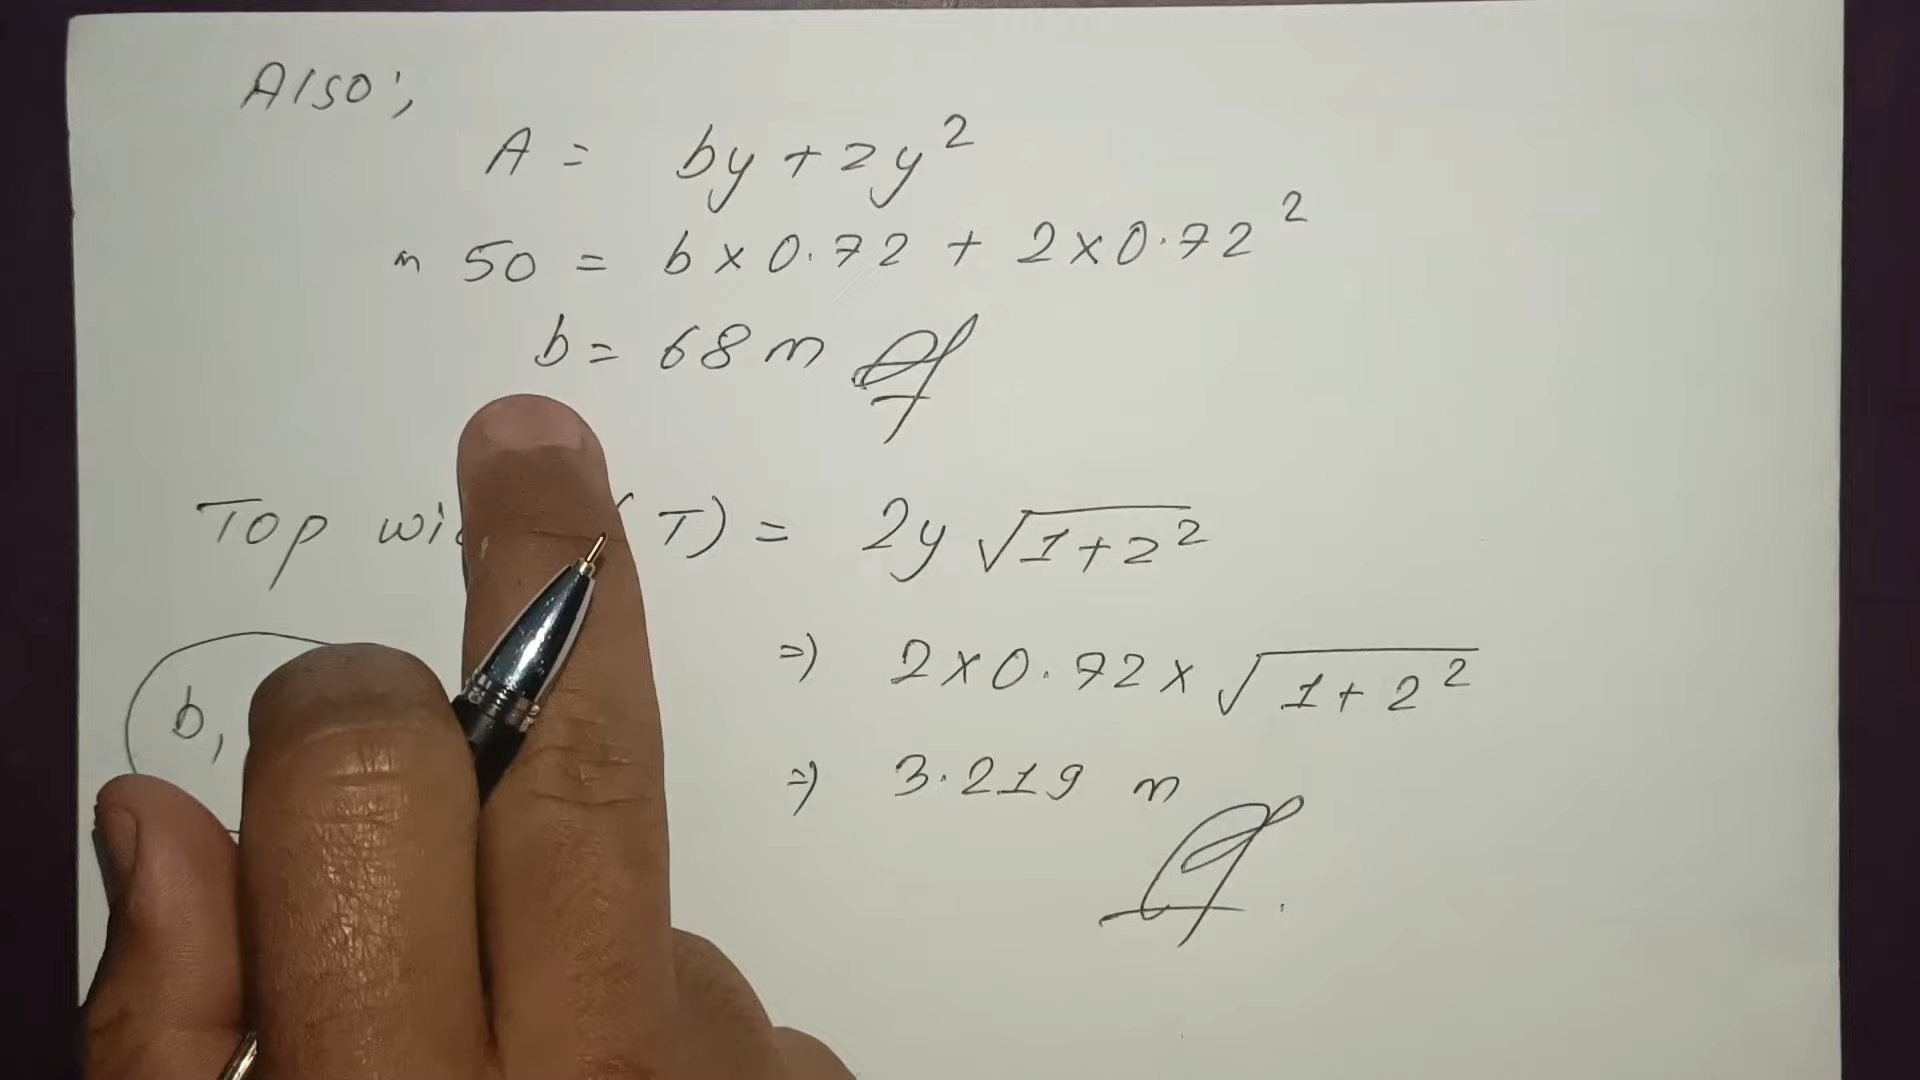 Also;
A = by + zy²
n 50 = b × 0.72 + 2 × 0.72²
b = 68 m
Top T) = 2y √1+z²
⇒ 2 × 0.72 × √1+2²
b,
⇒ 3.219 m